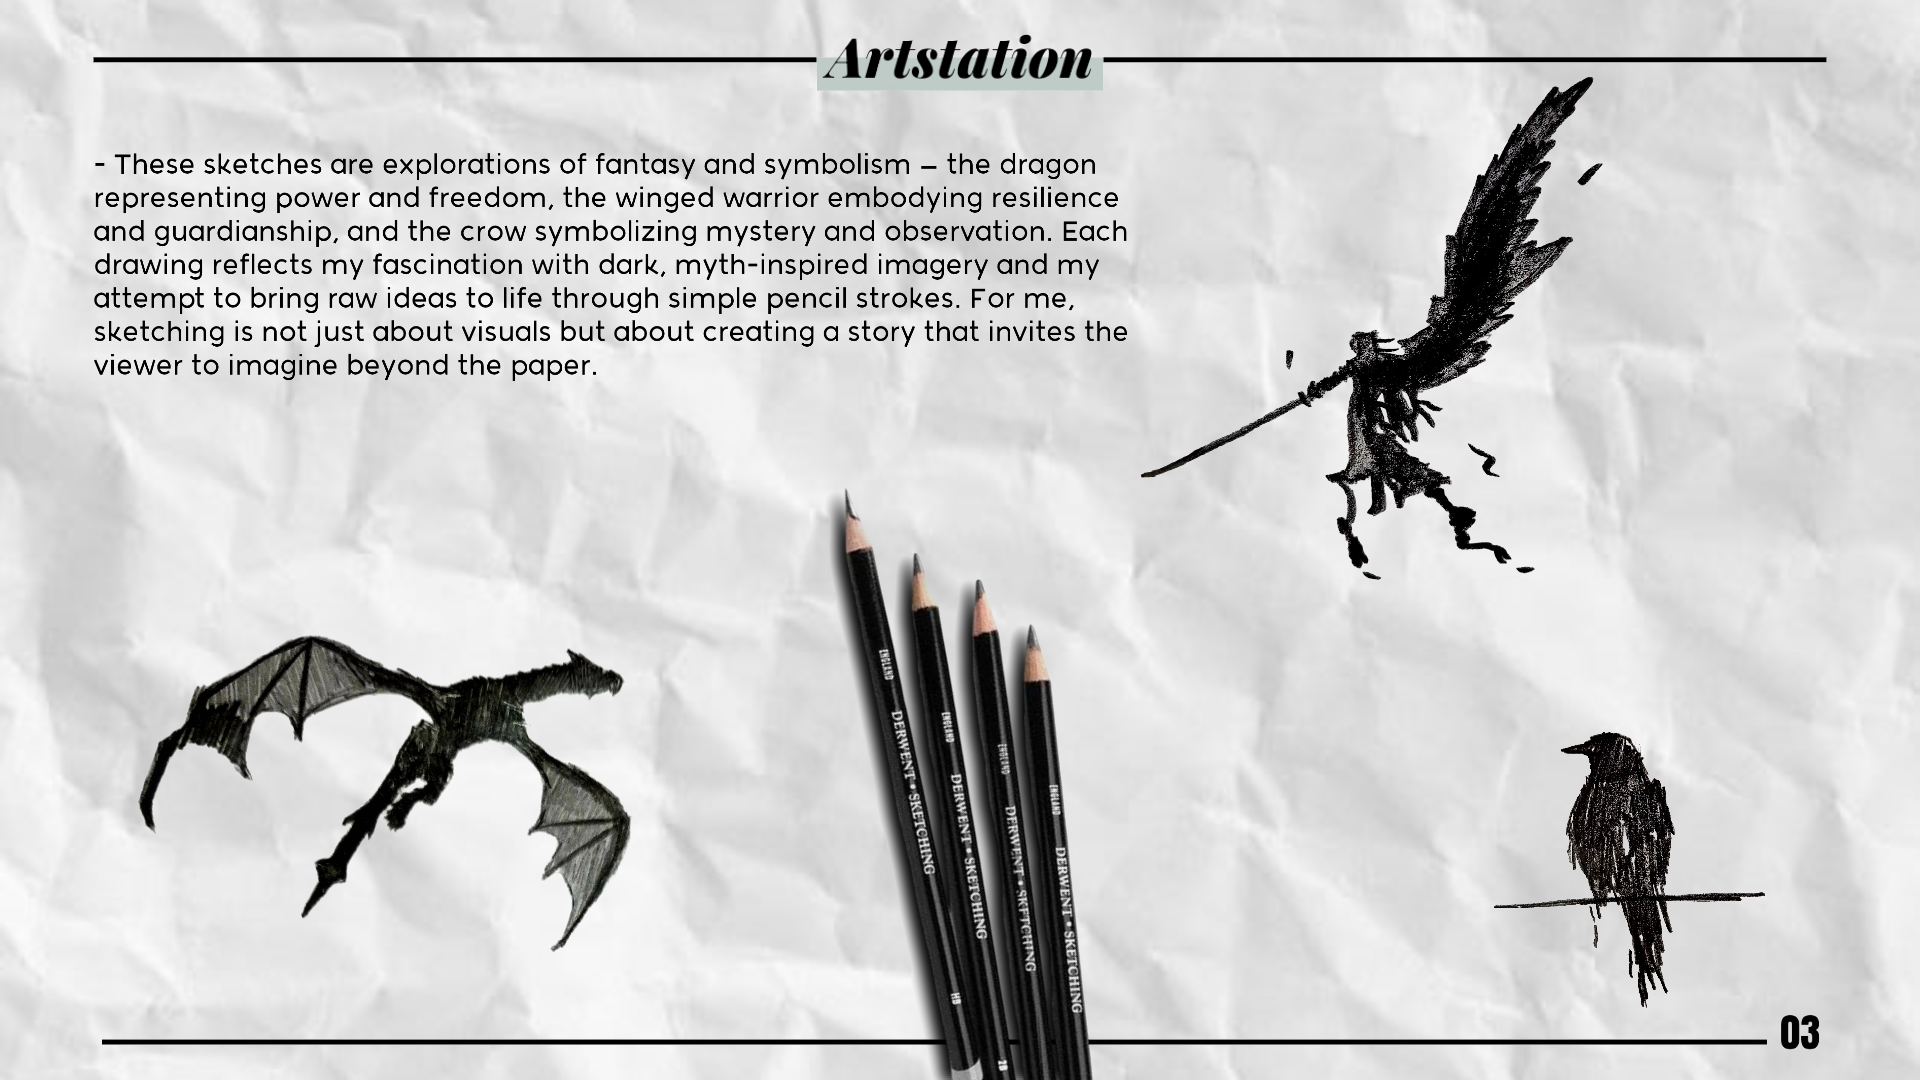 Artstation
- These sketches are explorations of fantasy and symbolism – the dragon
representing power and freedom, the winged warrior embodying resilience
and guardianship, and the crow symbolizing mystery and observation. Each
drawing reflects my fascination with dark, myth-inspired imagery and my
attempt to bring raw ideas to life through simple pencil strokes. For me,
sketching is not just about visuals but about creating a story that invites the
viewer to imagine beyond the paper.
ENGLAND DERWENT • SKETCHING HB
ENGLAND DERWENT • SKETCHING 2B
ENGLAND DERWENT • SKETCHING
ENGLAND DERWENT • SKETCHING
03